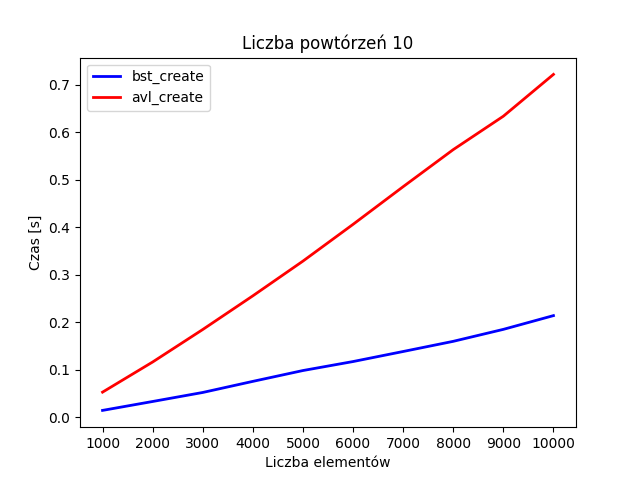 Liczba powtórzeń 10
bst_create
avl_create
0.7
0.6
0.5
0.4
0.3
0.2
0.1
0.0
Czas [s]
1000 2000 3000 4000 5000 6000 7000 8000 9000 10000
Liczba elementów